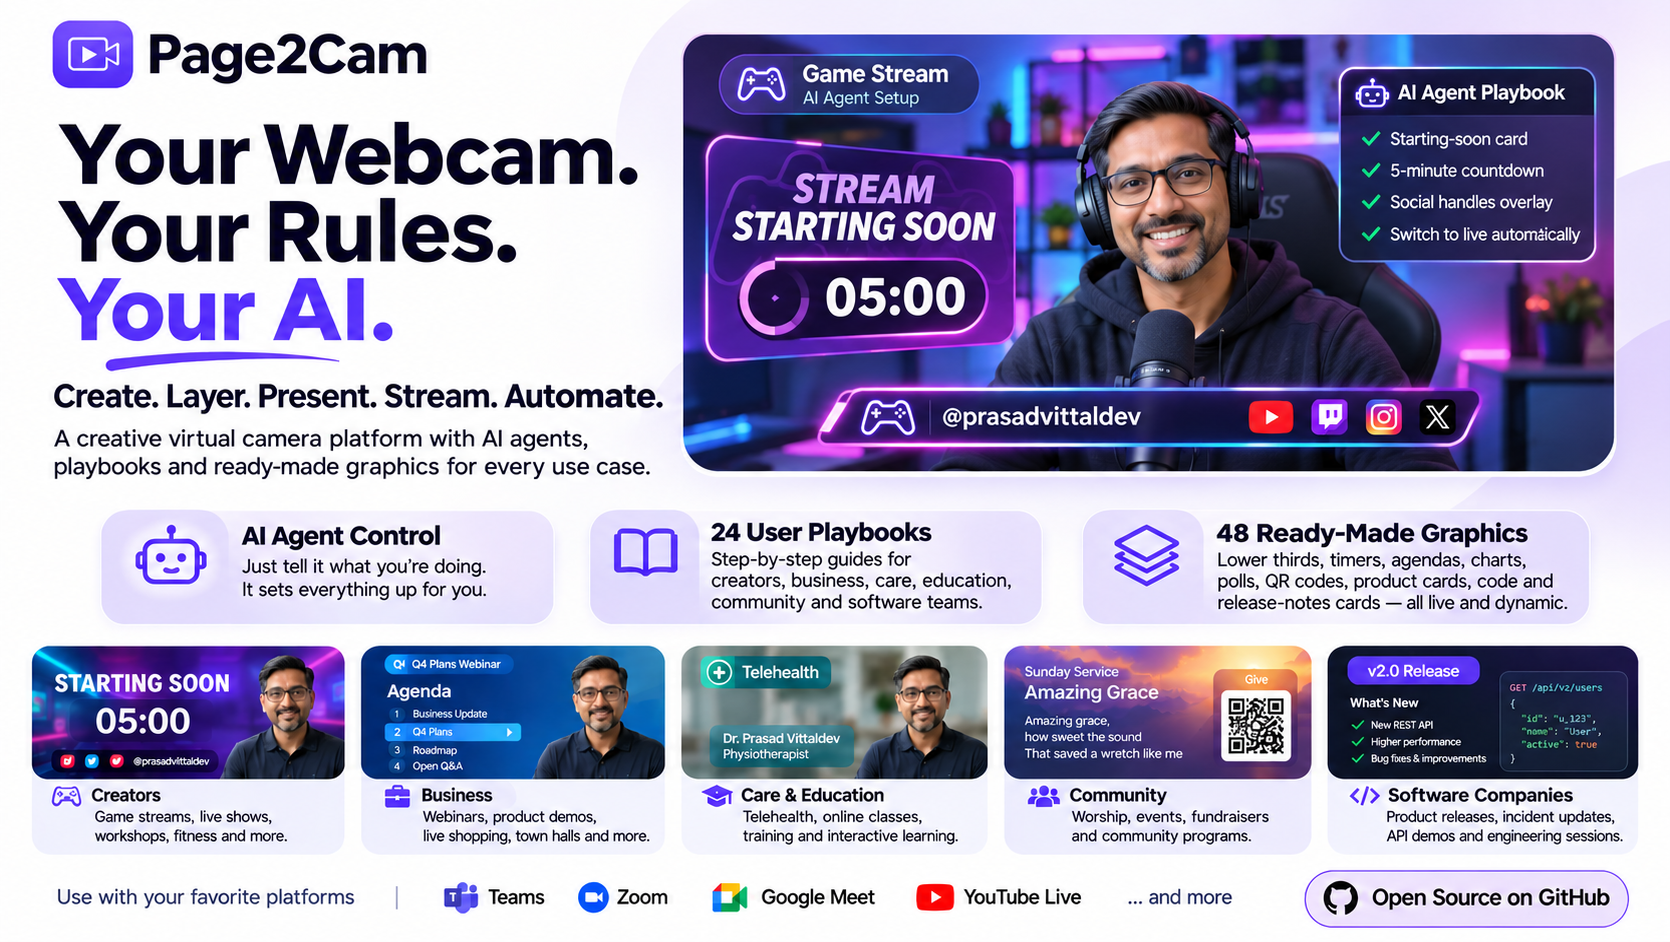 Page2Cam
Your Webcam.
Your Rules.
Your AI.
Create. Layer. Present. Stream. Automate.
A creative virtual camera platform with AI agents,
playbooks and ready-made graphics for every use case.
Game Stream
AI Agent Setup
STREAM
STARTING SOON
05:00
AI Agent Playbook
Starting-soon card
5-minute countdown
Social handles overlay
Switch to live automatically
@prasadvittaldev
AI Agent Control
Just tell it what you're doing.
It sets everything up for you.
24 User Playbooks
Step-by-step guides for
creators, business, care, education,
community and software teams.
48 Ready-Made Graphics
Lower thirds, timers, agendas, charts,
polls, QR codes, product cards, code and
release-notes cards — all live and dynamic.
STARTING SOON
05:00
@prasadvittaldev
Creators
Game streams, live shows,
workshops, fitness and more.
Q4 Plans Webinar
Agenda
1 Business Update
2 Q4 Plans
3 Roadmap
4 Open Q&A
Business
Webinars, product demos,
live shopping, town halls and more.
Telehealth
Dr. Prasad Vittaldev
Physiotherapist
Care & Education
Telehealth, online classes,
training and interactive learning.
Sunday Service
Amazing Grace
Amazing grace,
how sweet the sound
That saved a wretch like me
Give
Community
Worship, events, fundraisers
and community programs.
v2.0 Release
What's New
New REST API
Higher performance
Bug fixes & improvements
GET /api/v2/users
{
"id": "u_123",
"name": "User",
"active": true
}
Software Companies
Product releases, incident updates,
API demos and engineering sessions.
Use with your favorite platforms
Teams
Zoom
Google Meet
YouTube Live
... and more
Open Source on GitHub